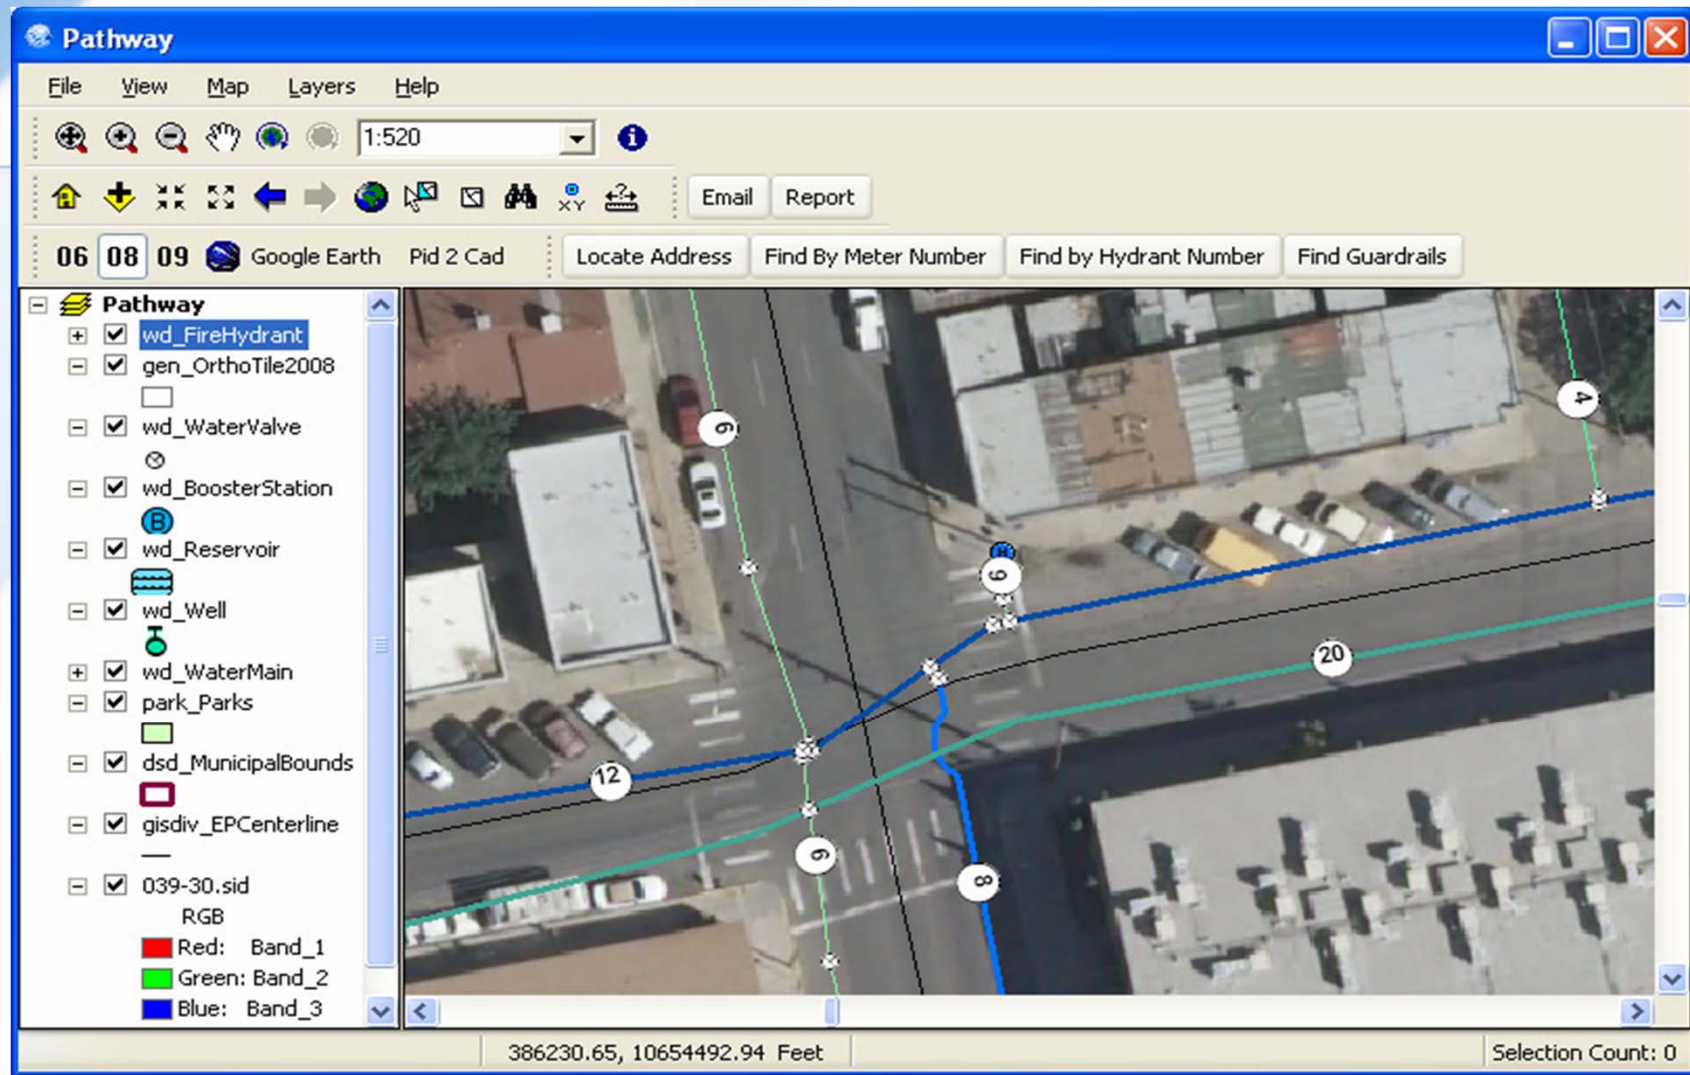 Pathway
File View Map Layers Help
1:520
XY ? Email Report
06 08 09 Google Earth Pid 2 Cad Locate Address Find By Meter Number Find by Hydrant Number Find Guardrails
Pathway
wd_FireHydrant
gen_OrthoTile2008
wd_WaterValve
wd_BoosterStation
B
wd_Reservoir
wd_Well
wd_WaterMain
park_Parks
dsd_MunicipalBounds
gisdiv_EPCenterline
039-30.sid
RGB
Red: Band_1
Green: Band_2
Blue: Band_3
4
6
H
6
20
12
6
8
386230.65, 10654492.94 Feet
Selection Count: 0